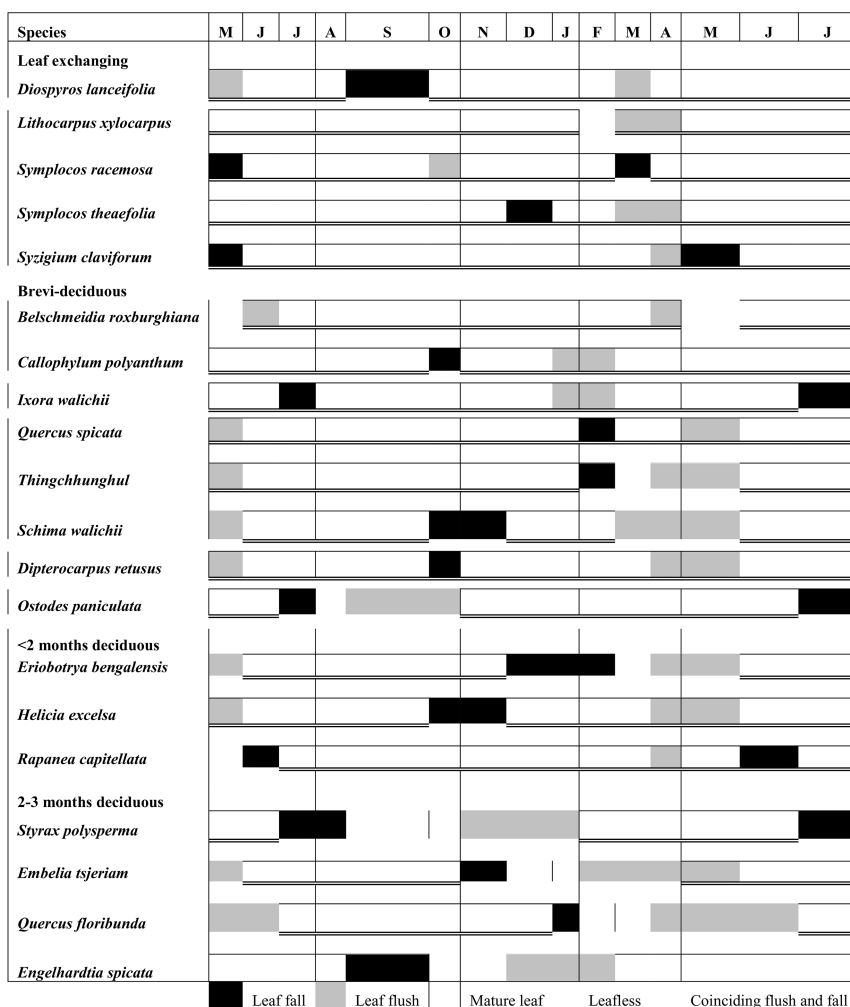 Species M J J A S O N D J F M A M J J
Leaf exchanging
Diospyros lanceifolia
Lithocarpus xylocarpus
Symplocos racemosa
Symplocos theaefolia
Syzigium claviforum
Brevi-deciduous
Belschmeidia roxburghiana
Callophylum polyanthum
Ixora walichii
Quercus spicata
Thingchhunghul
Schima walichii
Dipterocarpus retusus
Ostodes paniculata
<2 months deciduous
Eriobotrya bengalensis
Helicia excelsa
Rapanea capitellata
2-3 months deciduous
Styrax polysperma
Embelia tsjeriam
Quercus floribunda
Engelhardtia spicata
Leaf fall Leaf flush Mature leaf Leafless Coinciding flush and fall